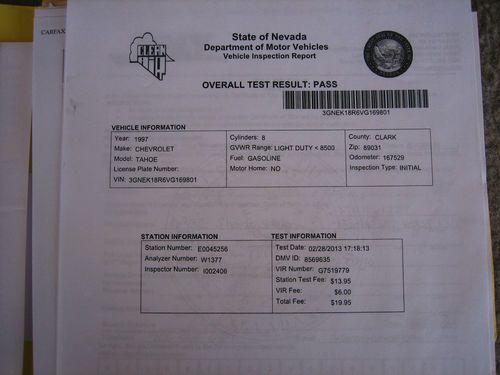 CARFAX
CLEAN
AIR
State of Nevada
Department of Motor Vehicles
Vehicle Inspection Report
OVERALL TEST RESULT: PASS
3GNEK18R6VG169801
VEHICLE INFORMATION
Year: 1997 Cylinders: 8 County: CLARK
Make: CHEVROLET GVWR Range: LIGHT DUTY < 8500 Zip: 89031
Model: TAHOE Fuel: GASOLINE Odometer: 167529
License Plate Number: Motor Home: NO Inspection Type: INITIAL
VIN: 3GNEK18R6VG169801
STATION INFORMATION TEST INFORMATION
Station Number: E0045256 Test Date: 02/28/2013 17:18:13
Analyzer Number: W1377 DMV ID: 8569635
Inspector Number: I002406 VIR Number: G7519779
Station Test Fee: $13.95
VIR Fee: $6.00
Total Fee: $19.95